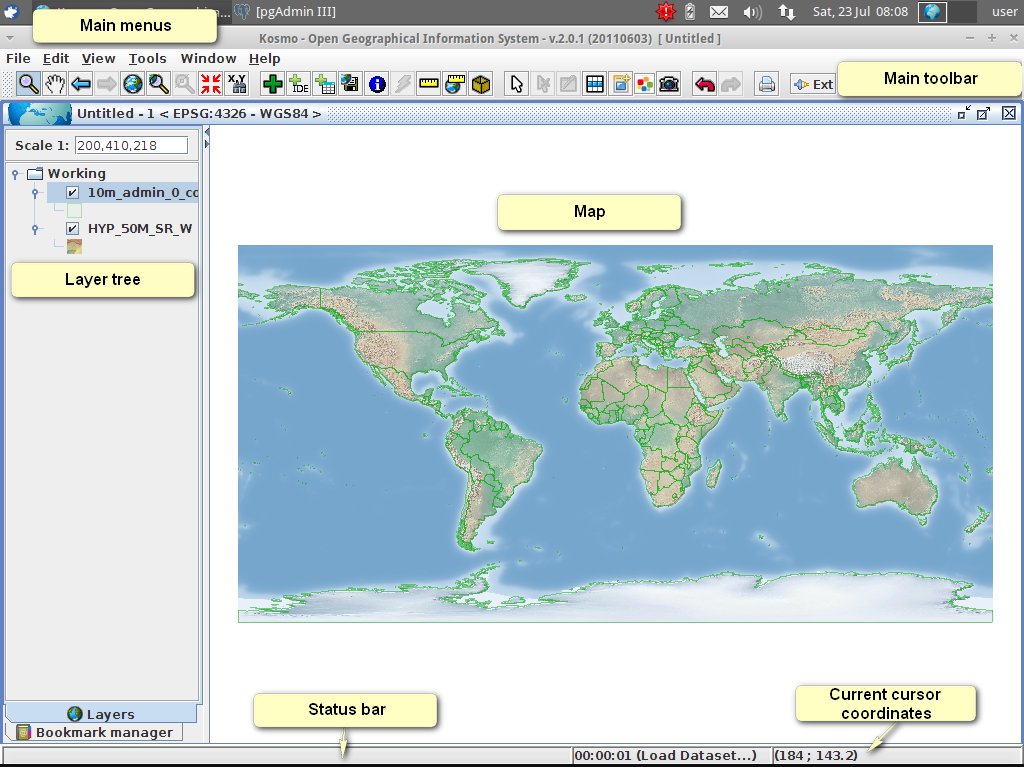 [pgAdmin III]
Sat, 23 Jul 08:08
user
Main menus
Kosmo - Open Geographical Information System - v.2.0.1 (20110603) [ Untitled ]
File Edit View Tools Window Help
X,Y
IDE
Ext
Main toolbar
Untitled - 1 < EPSG:4326 - WGS84 >
Scale 1: 200,410,218
Working
10m_admin_0_co
HYP_50M_SR_W
Layer tree
Map
Layers
Bookmark manager
Status bar
Current cursor
coordinates
00:00:01 (Load Dataset...)
(184 ; 143.2)